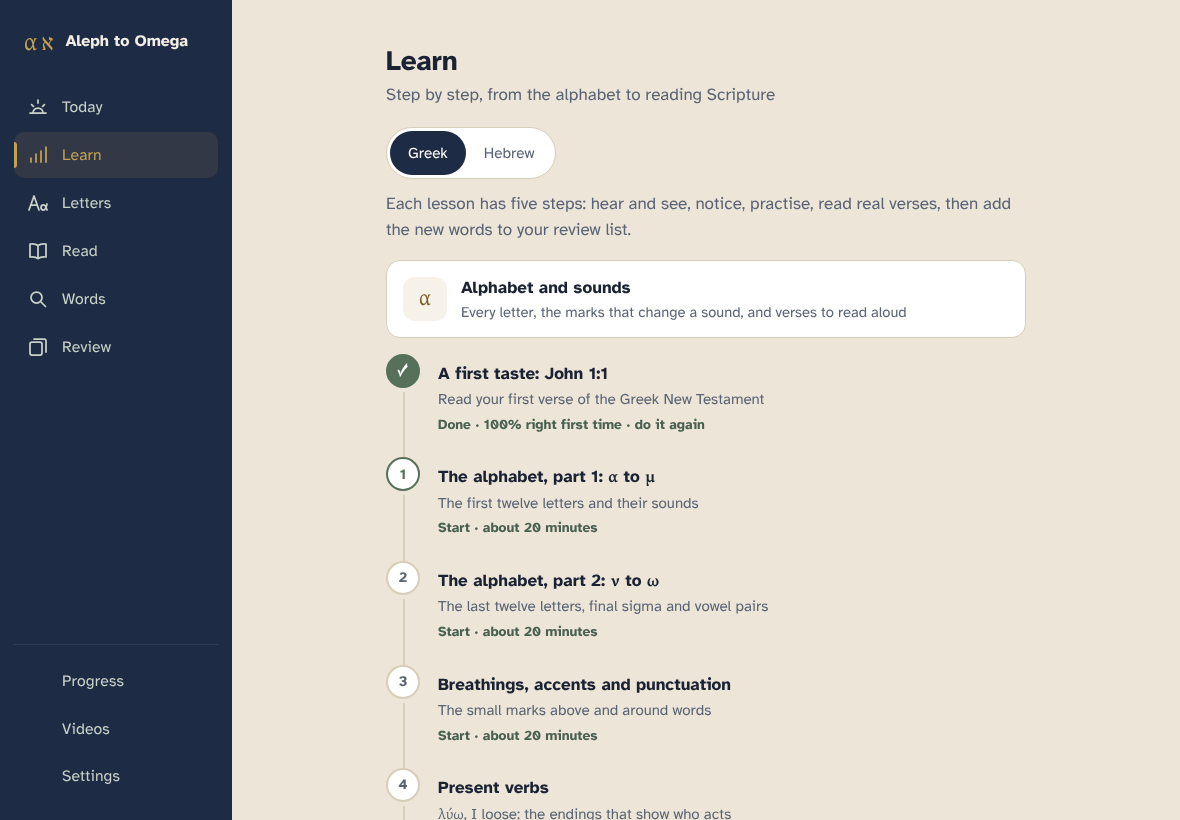 α א Aleph to Omega
Today
Learn
Letters
Read
Words
Review
Progress
Videos
Settings
Learn
Step by step, from the alphabet to reading Scripture
Greek Hebrew
Each lesson has five steps: hear and see, notice, practise, read real verses, then add
the new words to your review list.
α
Alphabet and sounds
Every letter, the marks that change a sound, and verses to read aloud
A first taste: John 1:1
Read your first verse of the Greek New Testament
Done · 100% right first time · do it again
1
The alphabet, part 1: α to μ
The first twelve letters and their sounds
Start · about 20 minutes
2
The alphabet, part 2: ν to ω
The last twelve letters, final sigma and vowel pairs
Start · about 20 minutes
3
Breathings, accents and punctuation
The small marks above and around words
Start · about 20 minutes
4
Present verbs
λύω, I loose: the endings that show who acts